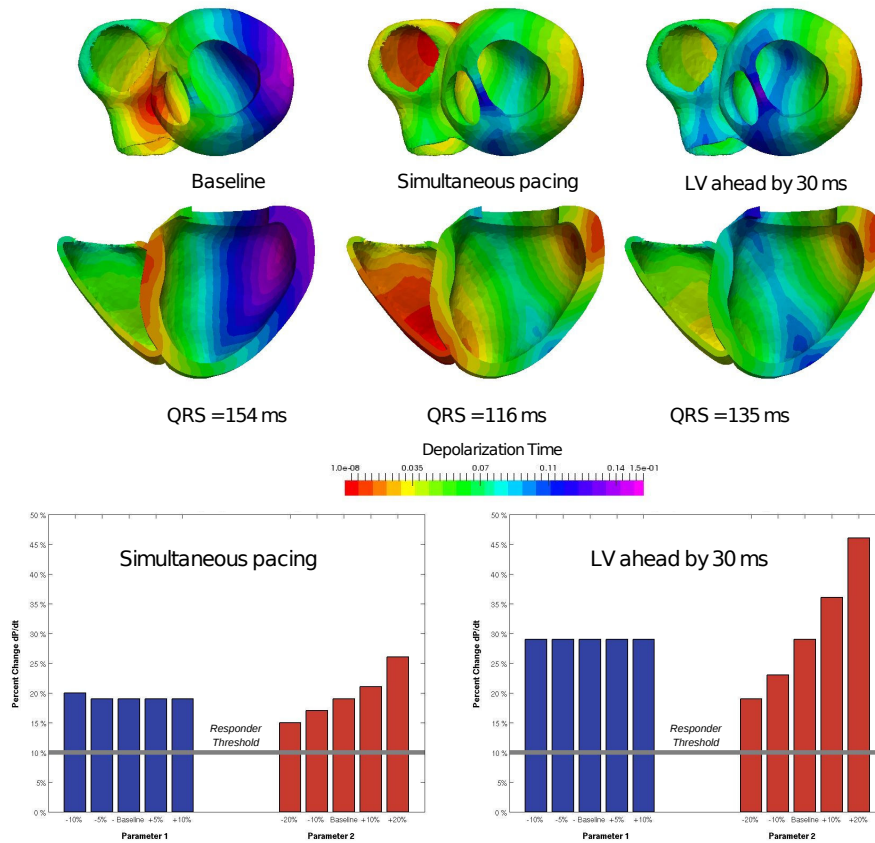 Baseline
Simultaneous pacing
LV ahead by 30 ms
QRS = 154 ms
QRS = 116 ms
QRS = 135 ms
Depolarization Time
1.0e-08 0.035 0.07 0.11 0.14 1.5e-01
50 %
45 %
40 %
35 %
30 %
25 %
20 %
15 %
10 %
5%
0 %
Percent Change dP/dt
Simultaneous pacing
Responder
Threshold
-10% -5% - Baseline +5% +10%
Parameter 1
-20% -10% Baseline +10% +20%
Parameter 2
50 %
45 %
40 %
35 %
30 %
25 %
20 %
15 %
10 %
5%
0 %
Percent Change dP/dt
LV ahead by 30 ms
Responder
Threshold
-10% -5% - Baseline +5% +10%
Parameter 1
-20% -10% Baseline +10% +20%
Parameter 2